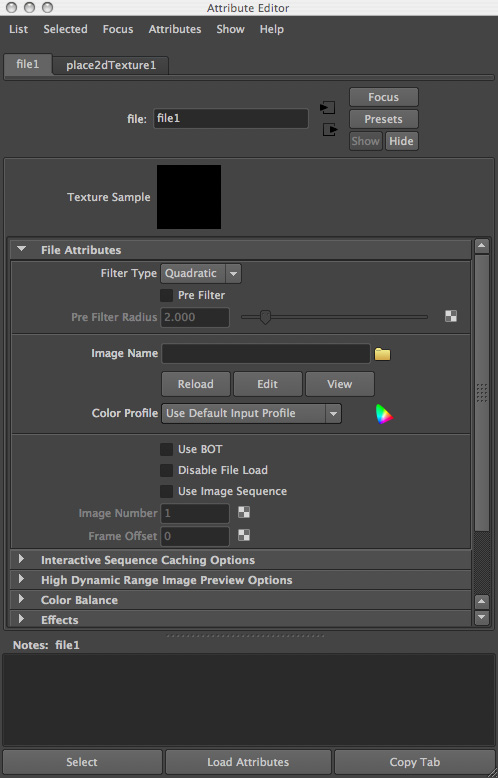 Attribute Editor
List Selected Focus Attributes Show Help
file1 place2dTexture1
Focus
file: file1 Presets
Show Hide
Texture Sample
File Attributes
Filter Type Quadratic
Pre Filter
Pre Filter Radius 2.000
Image Name
Reload Edit View
Color Profile Use Default Input Profile
Use BOT
Disable File Load
Use Image Sequence
Image Number 1
Frame Offset 0
Interactive Sequence Caching Options
High Dynamic Range Image Preview Options
Color Balance
Effects
Notes: file1
Select Load Attributes Copy Tab